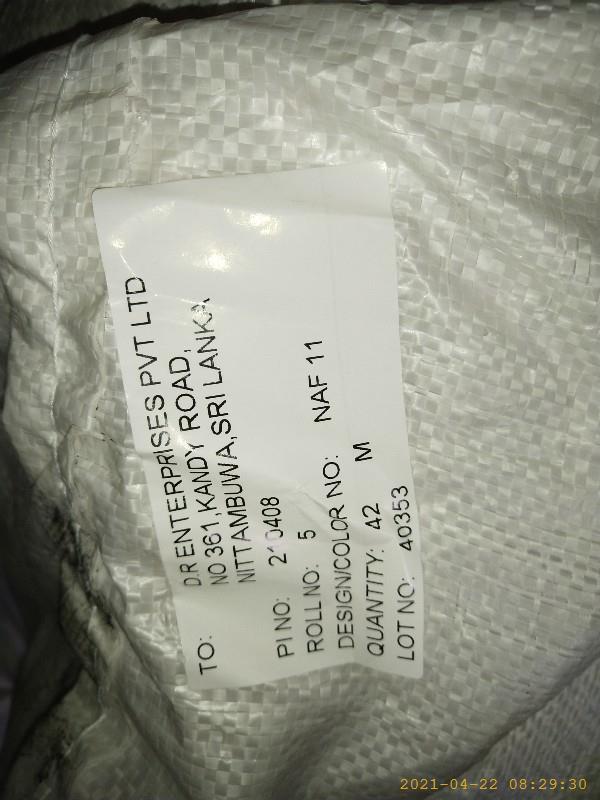 TO: D.R ENTERPRISES PVT LTD
NO 361,KANDY ROAD,
NITTAMBUWA,SRI LANKA
PI NO: 210408
ROLL NO: 5
DESIGN/COLOR NO: NAF 11
QUANTITY: 42 M
LOT NO: 40353
2021-04-22 08:29:30